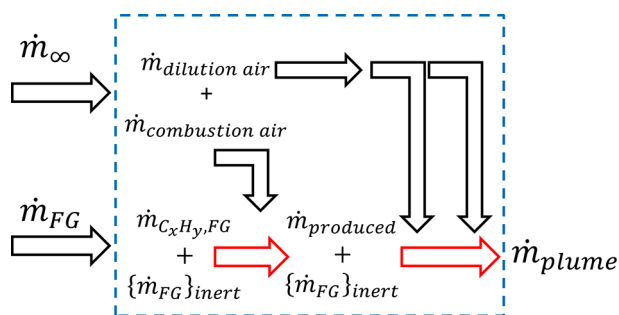 ṁ∞
ṁdilution air
+
ṁcombustion air
ṁFG
ṁCxHy,FG
+
{ṁFG}inert
ṁproduced
+
{ṁFG}inert
ṁplume